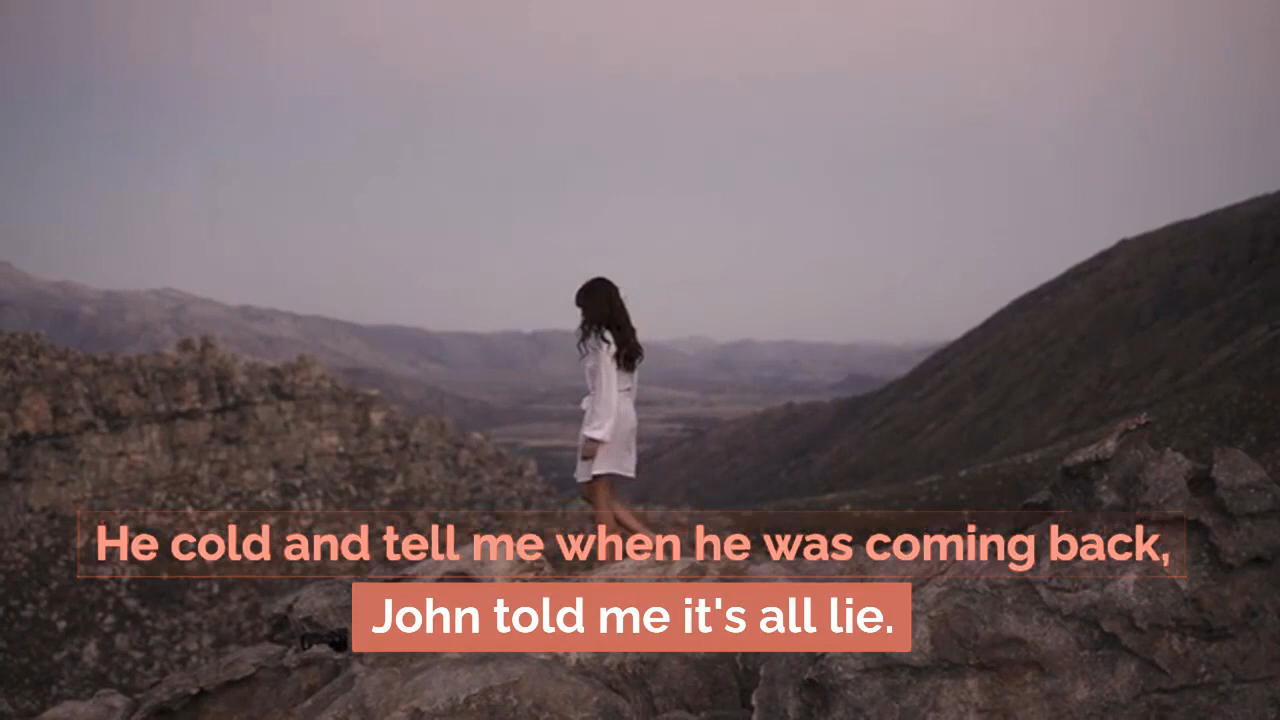 He cold and tell me when he was coming back,
John told me it's all lie.